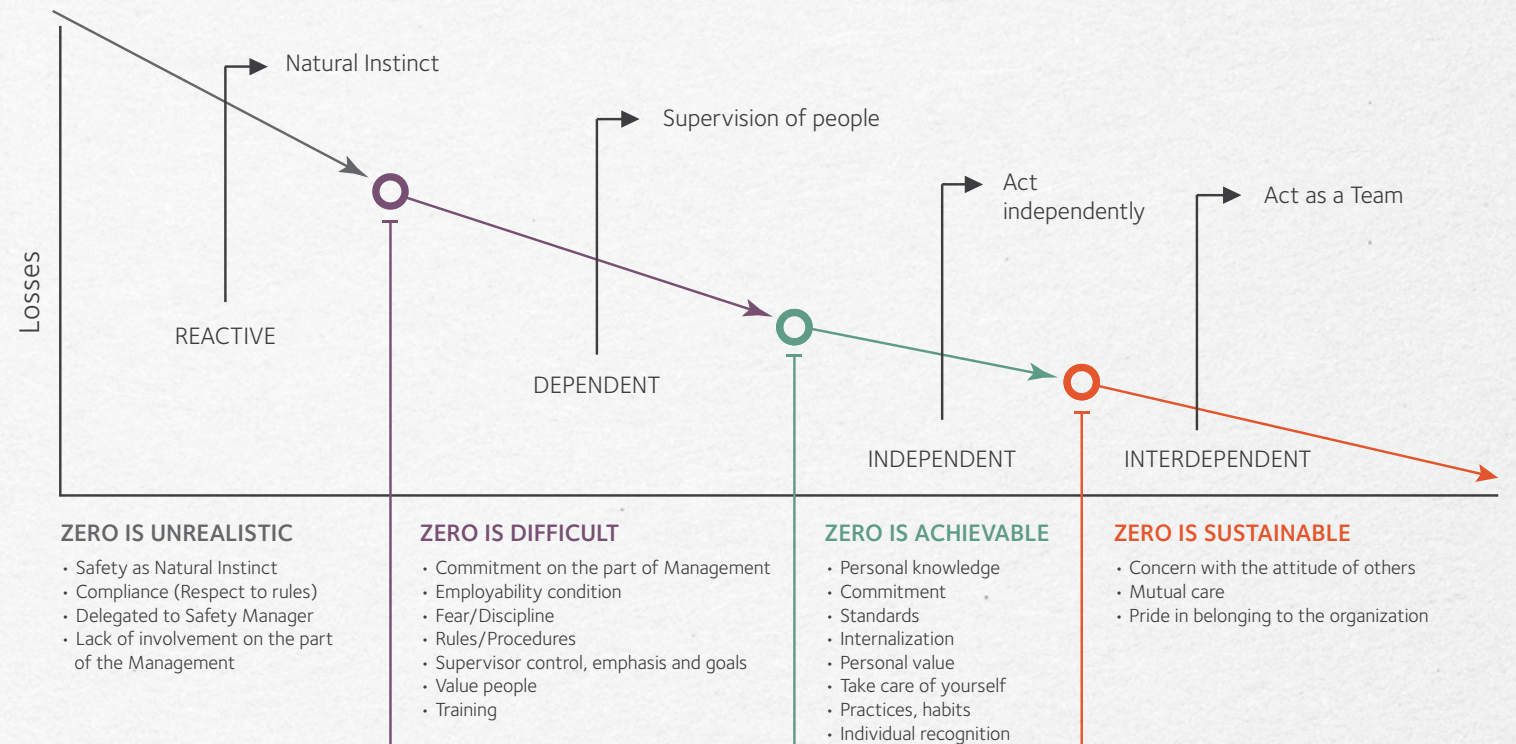 Natural Instinct
Supervision of people
Act
independently
Act as a Team
Losses
REACTIVE
DEPENDENT
INDEPENDENT
INTERDEPENDENT
ZERO IS UNREALISTIC
• Safety as Natural Instinct
• Compliance (Respect to rules)
• Delegated to Safety Manager
• Lack of involvement on the part
of the Management
ZERO IS DIFFICULT
• Commitment on the part of Management
• Employability condition
• Fear/Discipline
• Rules/Procedures
• Supervisor control, emphasis and goals
• Value people
• Training
ZERO IS ACHIEVABLE
• Personal knowledge
• Commitment
• Standards
• Internalization
• Personal value
• Take care of yourself
• Practices, habits
• Individual recognition
ZERO IS SUSTAINABLE
• Concern with the attitude of others
• Mutual care
• Pride in belonging to the organization